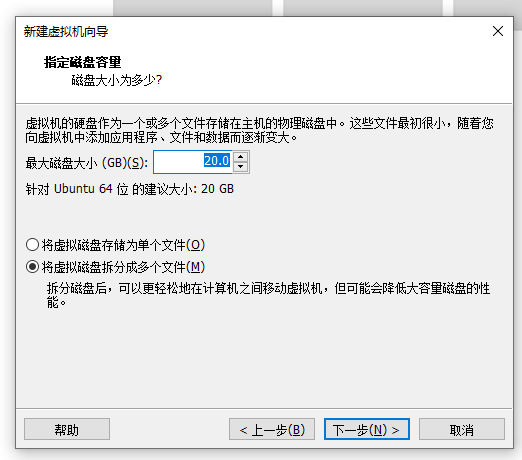 新建虚拟机向导
指定磁盘容量
磁盘大小为多少?
虚拟机的硬盘作为一个或多个文件存储在主机的物理磁盘中。这些文件最初很小，随着您
向虚拟机中添加应用程序、文件和数据而逐渐变大。
最大磁盘大小 (GB)(S): 20.0
针对 Ubuntu 64 位 的建议大小: 20 GB
将虚拟磁盘存储为单个文件(O)
将虚拟磁盘拆分成多个文件(M)
拆分磁盘后，可以更轻松地在计算机之间移动虚拟机，但可能会降低大容量磁盘的性
能。
帮助 < 上一步(B) 下一步(N) > 取消